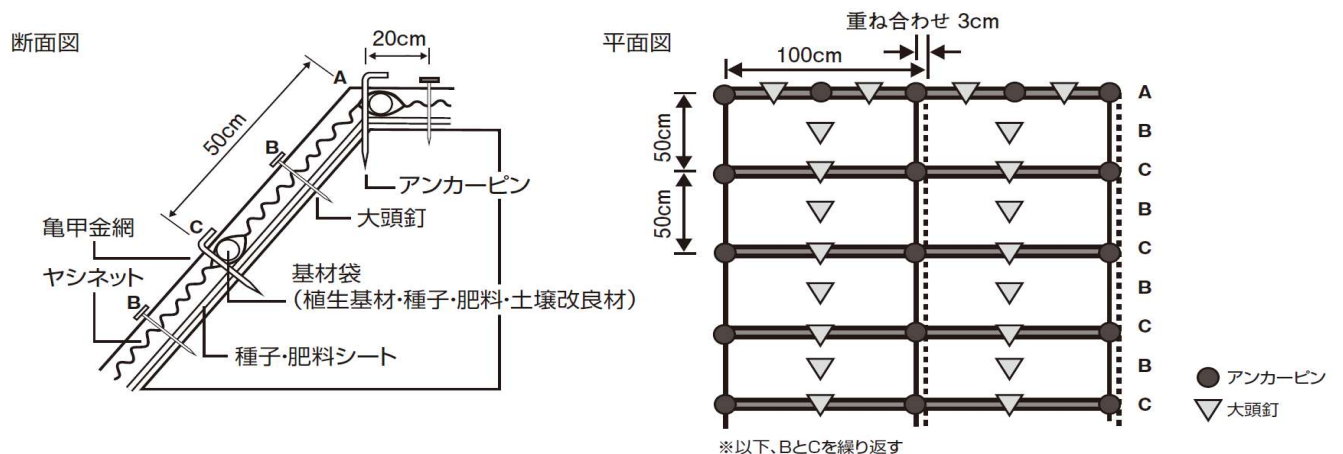 断面図
20cm
A
50cm
B
アンカーピン
大頭釘
C
亀甲金網
ヤシネット
基材袋
(植生基材・種子・肥料・土壌改良材)
B
種子・肥料シート
平面図
重ね合わせ 3cm
100cm
A
50cm
B
C
50cm
B
C
B
C
B
C
アンカーピン
大頭釘
※以下、BとCを繰り返す